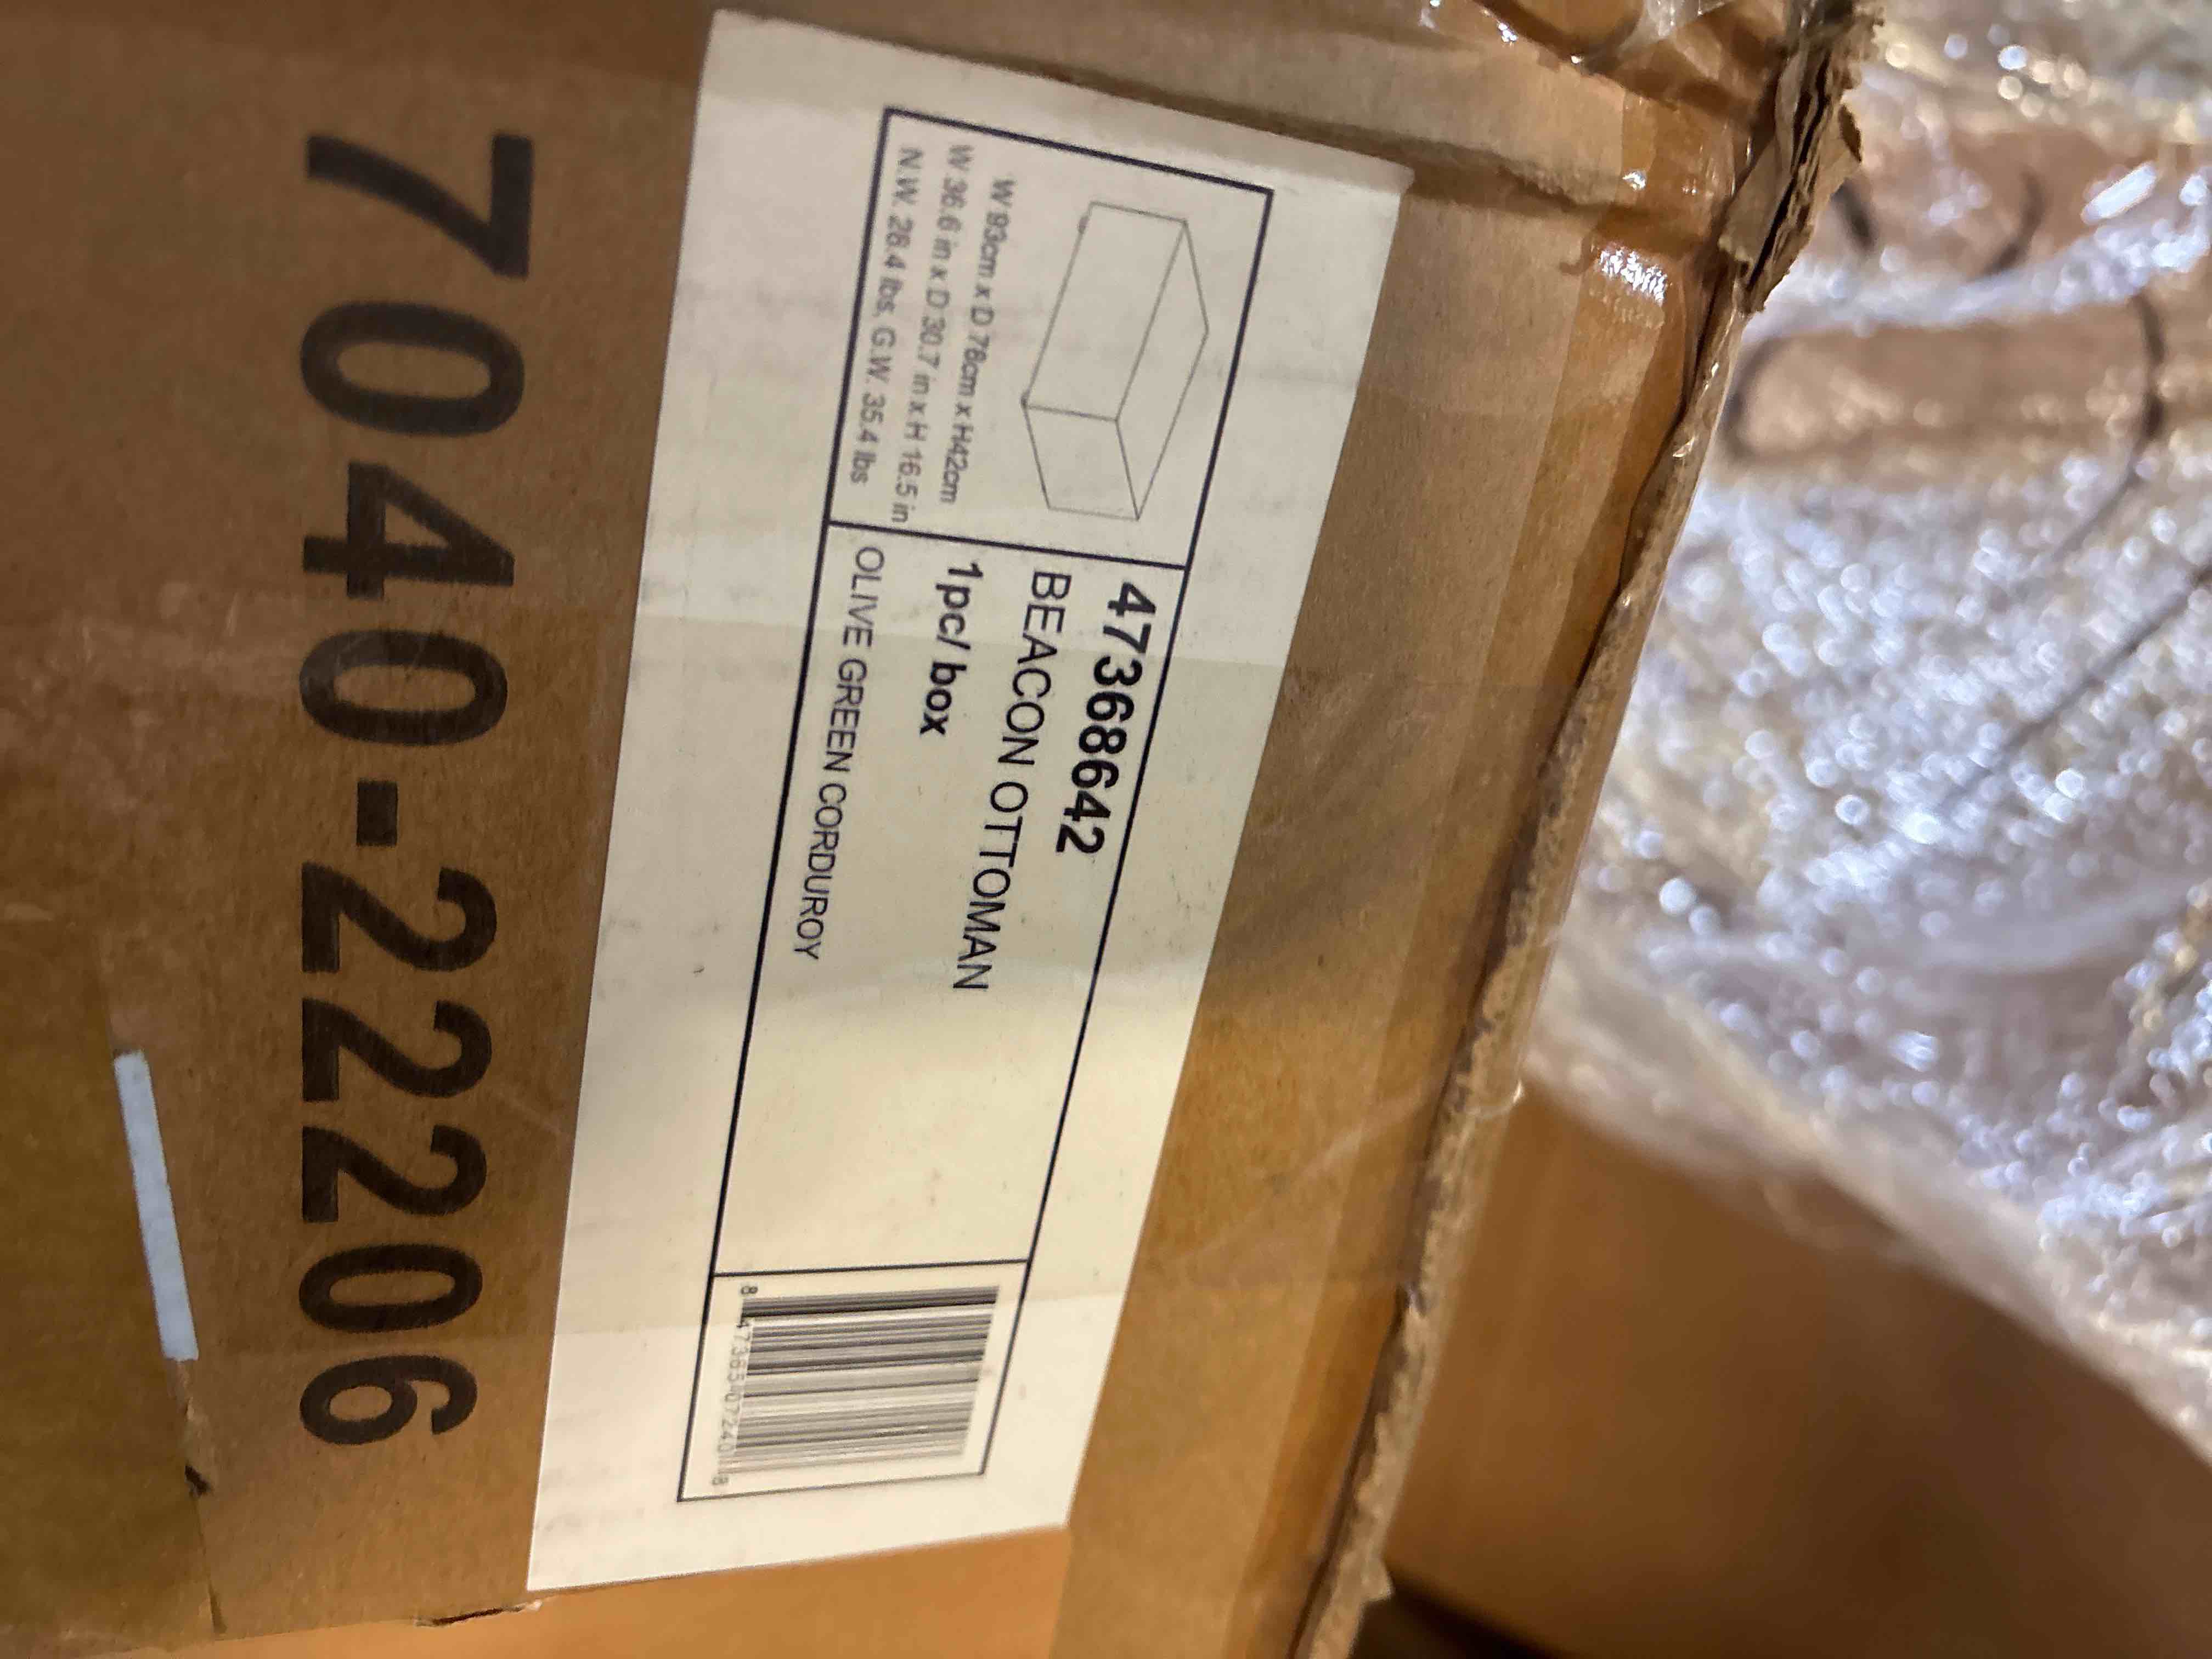 W 93cm x D 78cm x H42cm
W 36.6 in x D 30.7 in x H 16.5 in
N.W. 28.4 lbs, G.W. 35.4 lbs
47368642
BEACON OTTOMAN
1pc/ box
OLIVE GREEN CORDUROY
7040-22206